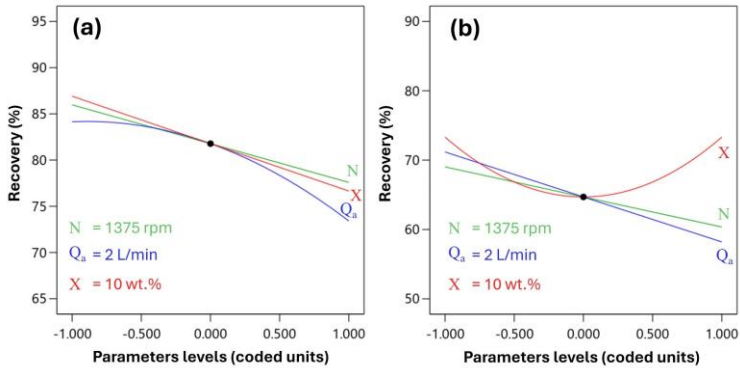 (a)
Recovery (%)
95
90
85
80
75
70
65
N
X
Qa
N = 1375 rpm
Qa = 2 L/min
X = 10 wt.%
-1.000
-0.500
0.000
0.500
1.000
Parameters levels (coded units)
(b)
Recovery (%)
90
80
70
60
50
X
N
Qa
N = 1375 rpm
Qa = 2 L/min
X = 10 wt.%
-1.000
-0.500
0.000
0.500
1.000
Parameters levels (coded units)